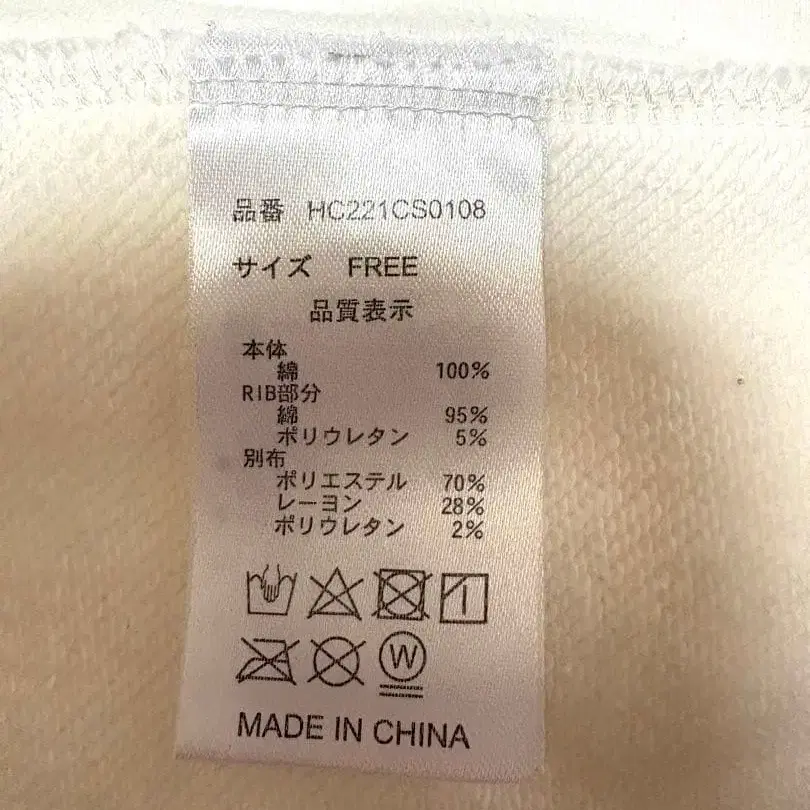 品番 HC221CS0108
サイズ FREE
品質表示
本体
綿 100%
RIB部分
綿 95%
ポリウレタン 5%
別布
ポリエステル 70%
レーヨン 28%
ポリウレタン 2%
W
MADE IN CHINA